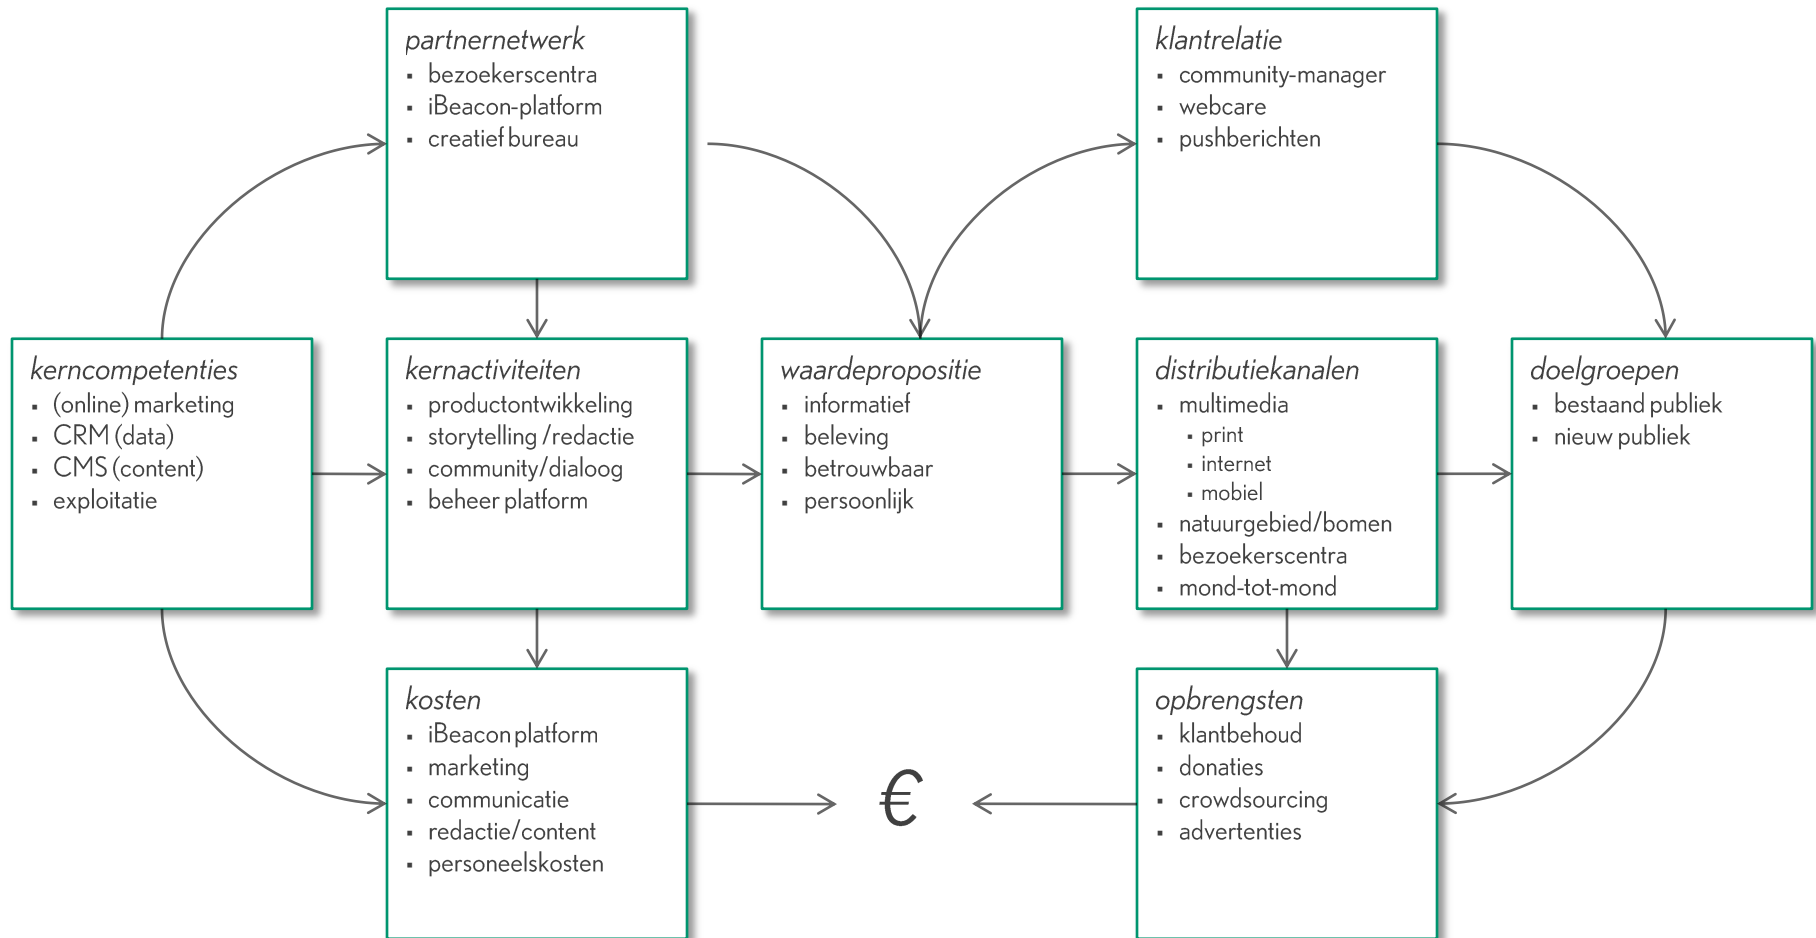 partnernetwerk
bezoekerscentra
iBeacon-platform
creatief bureau
klantrelatie
community-manager
webcare
pushberichten
kerncompetenties
(online) marketing
CRM (data)
CMS (content)
exploitatie
kernactiviteiten
productontwikkeling
storytelling /redactie
community/dialoog
beheer platform
waardepropositie
informatief
beleving
betrouwbaar
persoonlijk
distributiekanalen
multimedia
print
internet
mobiel
natuurgebied/bomen
bezoekerscentra
mond-tot-mond
doelgroepen
bestaand publiek
nieuw publiek
kosten
iBeacon platform
marketing
communicatie
redactie/content
personeelskosten
€
opbrengsten
klantbehoud
donaties
crowdsourcing
advertenties